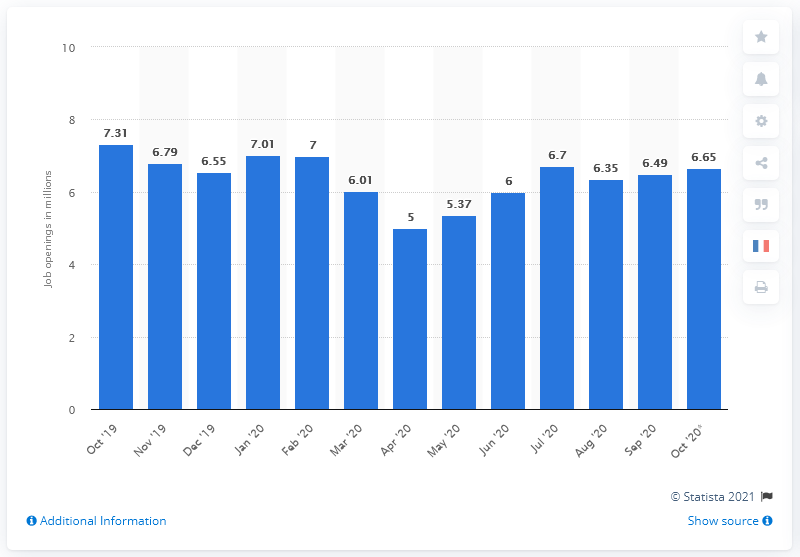 10
8
6
4
2
0
Job openings in millions
7.31
6.79
6.55
7.01
7
6.01
5
5.37
6
6.7
6.35
6.49
6.65
Oct '19
Nov '19
Dec '19
Jan '20
Feb '20
Mar '20
Apr '20
May '20
Jun '20
Jul '20
Aug '20
Sep '20
Oct '20*
© Statista 2021
Additional Information
Show source